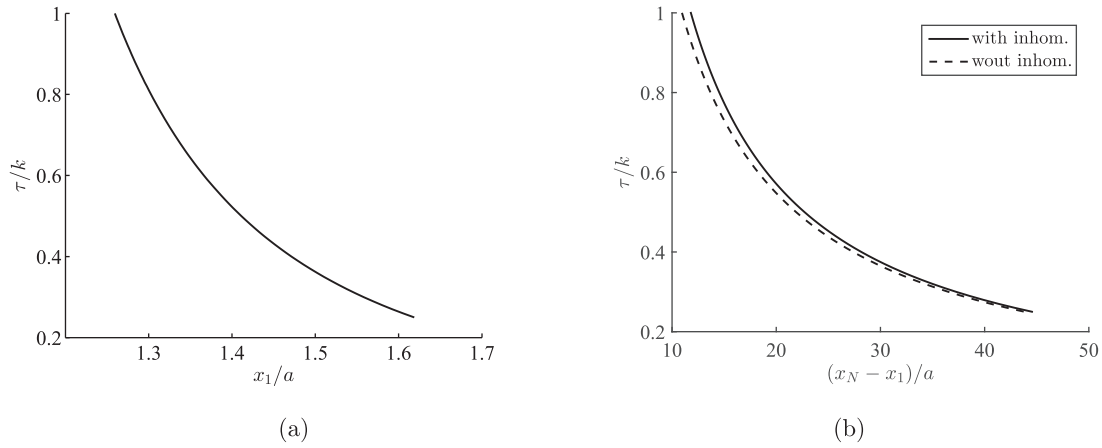 1
0.8
0.6
0.4
0.2
τ/k
1.3 1.4 1.5 1.6 1.7
x₁/a
(a)
1
0.8
0.6
0.4
0.2
τ/k
with inhom.
wout inhom.
10 20 30 40 50
(x_N − x₁)/a
(b)